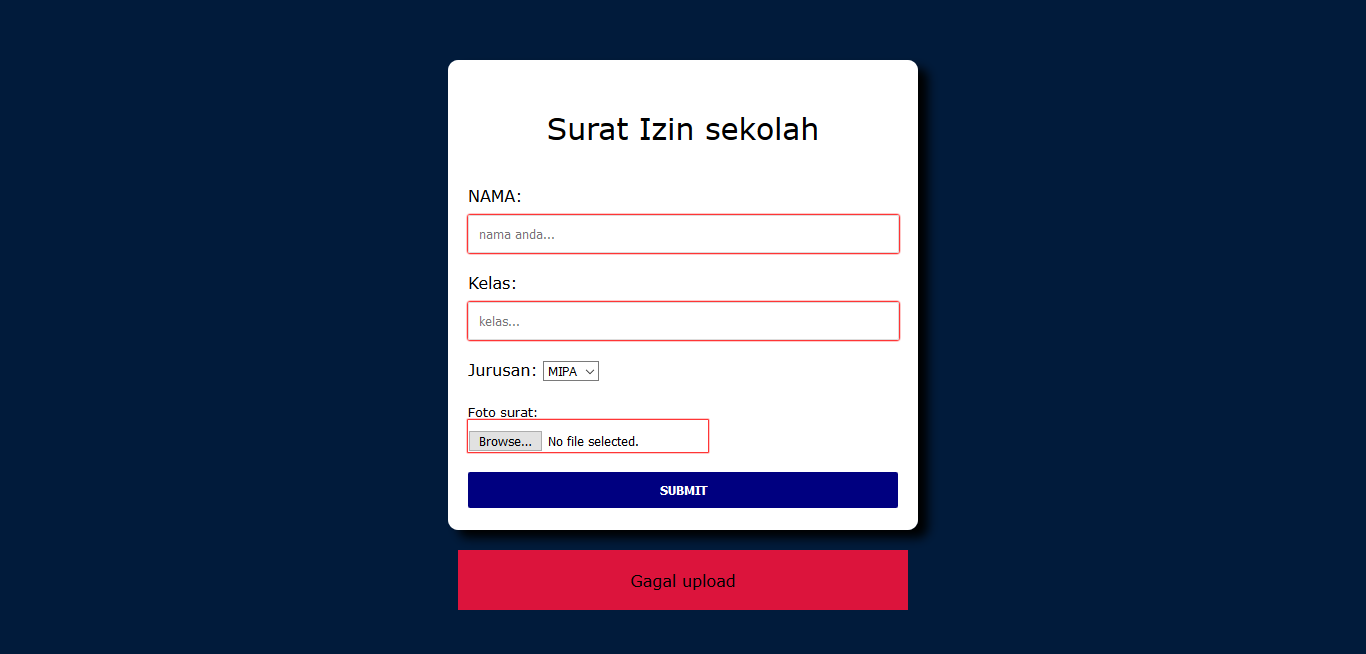 Surat Izin sekolah
NAMA:
nama anda...
Kelas:
kelas...
Jurusan: MIPA
Foto surat:
Browse... No file selected.
SUBMIT
Gagal upload